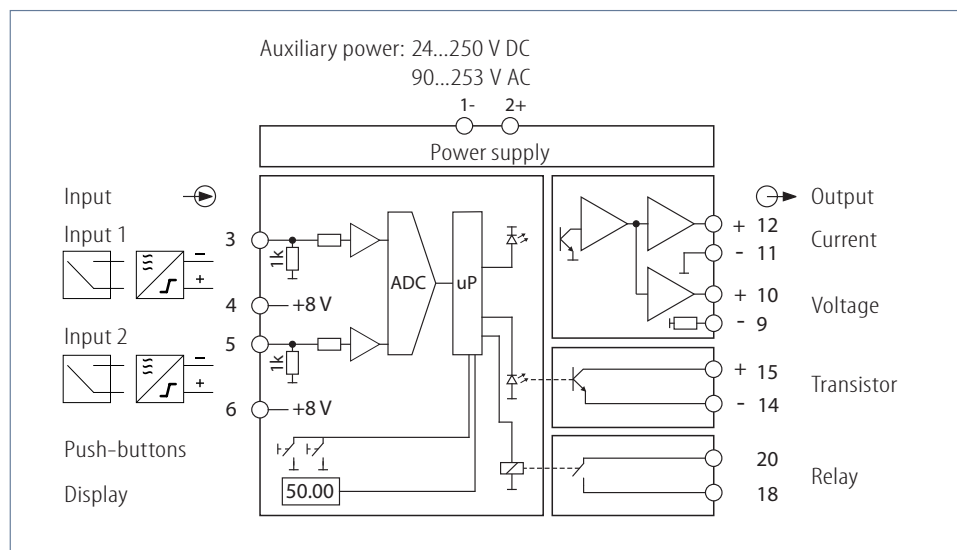 Auxiliary power: 24...250 V DC
90...253 V AC
1- 2+
Power supply
Input
Output
Input 1
3
1k
ADC
uP
+ 12
Current
- 11
4
+8 V
+ 10
Voltage
- 9
Input 2
5
1k
6
+8 V
+ 15
Transistor
- 14
Push-buttons
Display
50.00
20
Relay
18